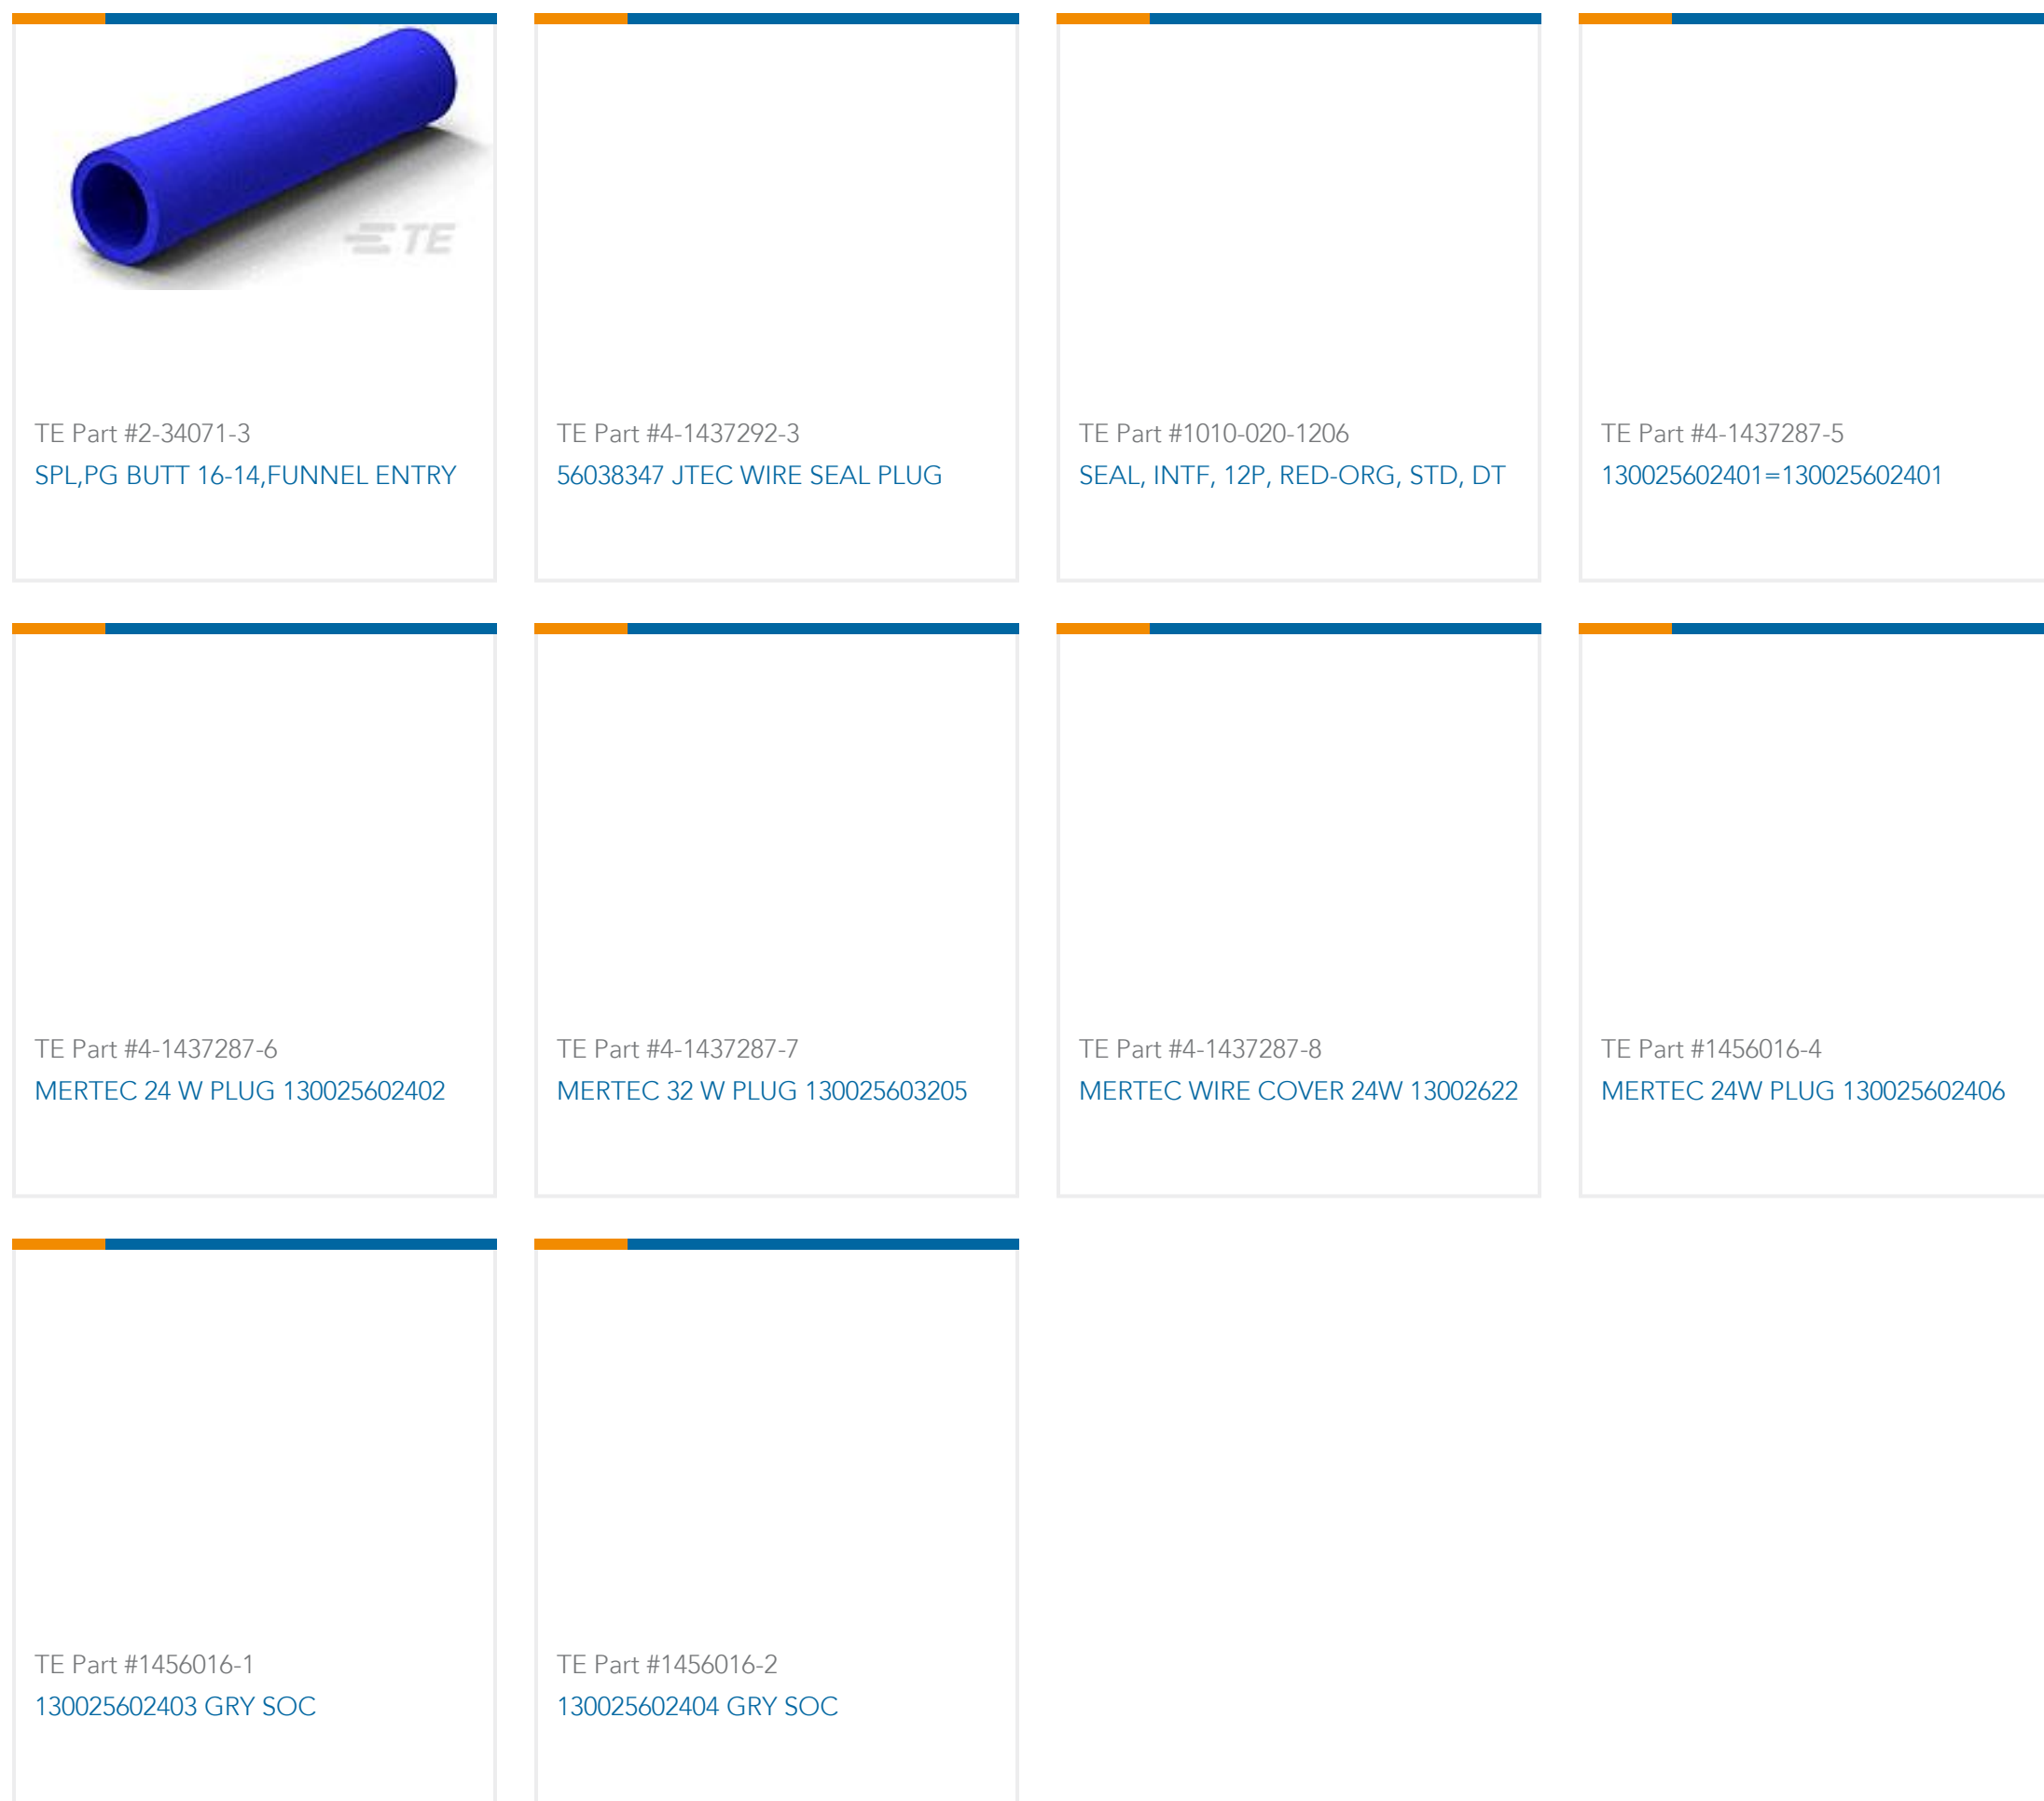 TE
TE Part #2-34071-3
SPL,PG BUTT 16-14,FUNNEL ENTRY
TE Part #4-1437292-3
56038347 JTEC WIRE SEAL PLUG
TE Part #1010-020-1206
SEAL, INTF, 12P, RED-ORG, STD, DT
TE Part #4-1437287-5
130025602401=130025602401
TE Part #4-1437287-6
MERTEC 24 W PLUG 130025602402
TE Part #4-1437287-7
MERTEC 32 W PLUG 130025603205
TE Part #4-1437287-8
MERTEC WIRE COVER 24W 13002622
TE Part #1456016-4
MERTEC 24W PLUG 130025602406
TE Part #1456016-1
130025602403 GRY SOC
TE Part #1456016-2
130025602404 GRY SOC